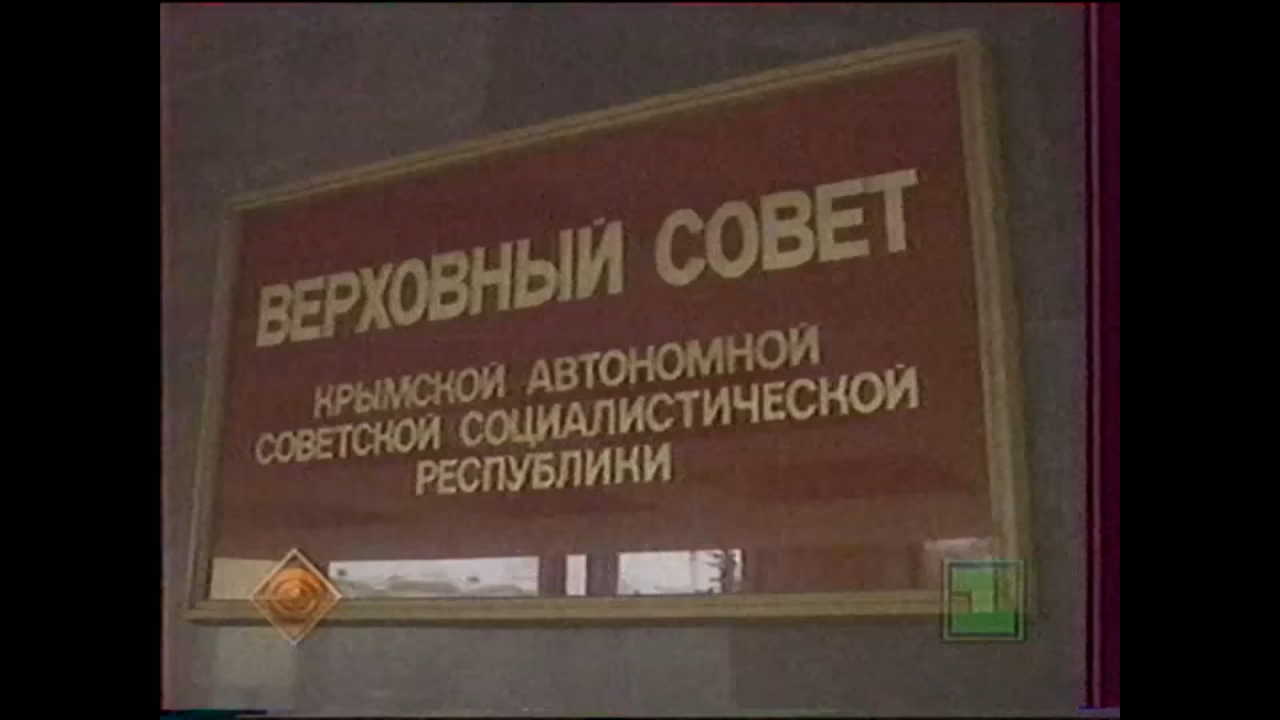 ВЕРХОВНЫЙ СОВЕТ
КРЫМСКОЙ АВТОНОМНОЙ
СОВЕТСКОЙ СОЦИАЛИСТИЧЕСКОЙ
РЕСПУБЛИКИ